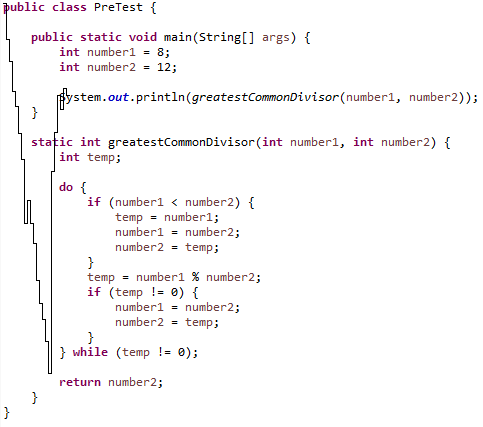 public class PreTest {
public static void main(String[] args) {
int number1 = 8;
int number2 = 12;
System.out.println(greatestCommonDivisor(number1, number2));
}
static int greatestCommonDivisor(int number1, int number2) {
int temp;
do {
if (number1 < number2) {
temp = number1;
number1 = number2;
number2 = temp;
}
temp = number1 % number2;
if (temp != 0) {
number1 = number2;
number2 = temp;
}
} while (temp != 0);
return number2;
}
}